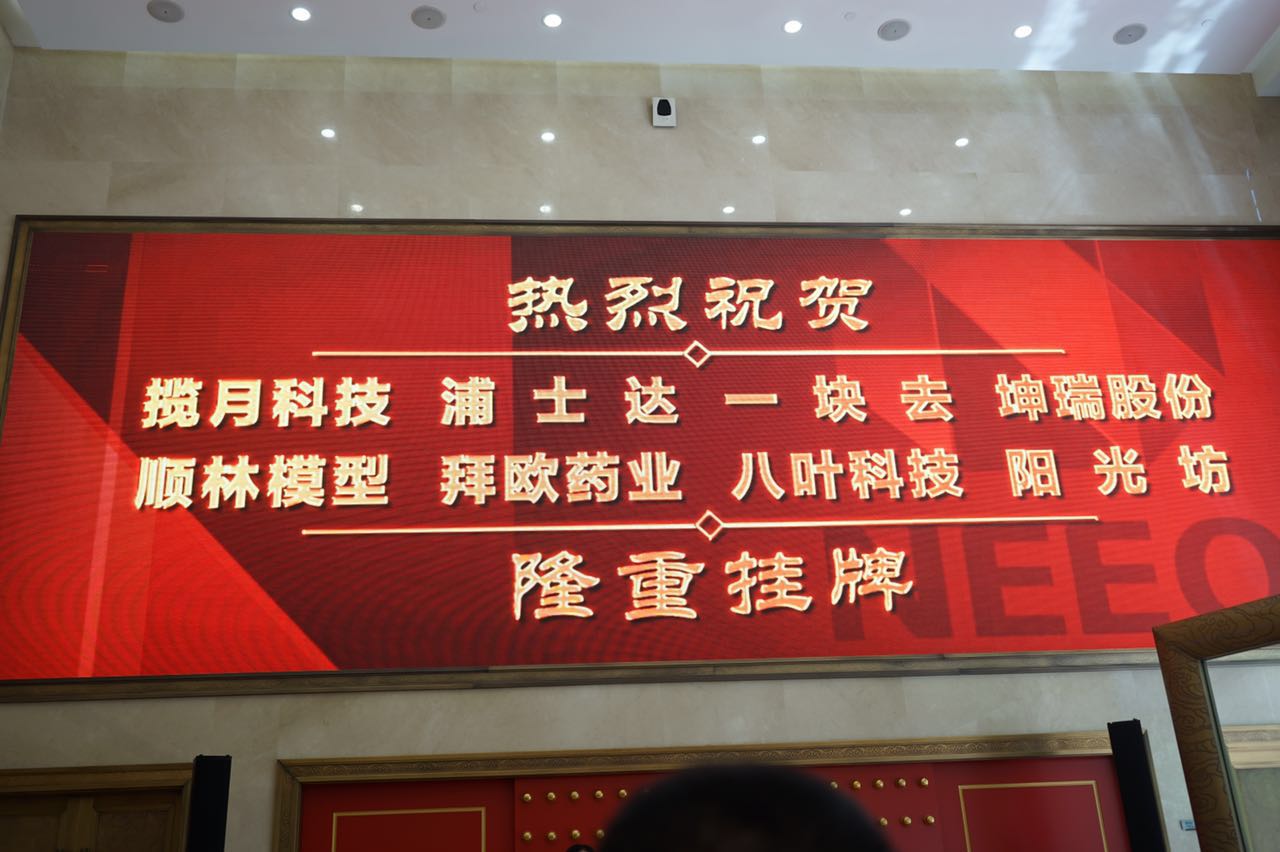 热烈祝贺
揽月科技 浦士达 一块去 坤瑞股份
顺林模型 拜欧药业 八叶科技 阳光坊
隆重挂牌
NEEQ